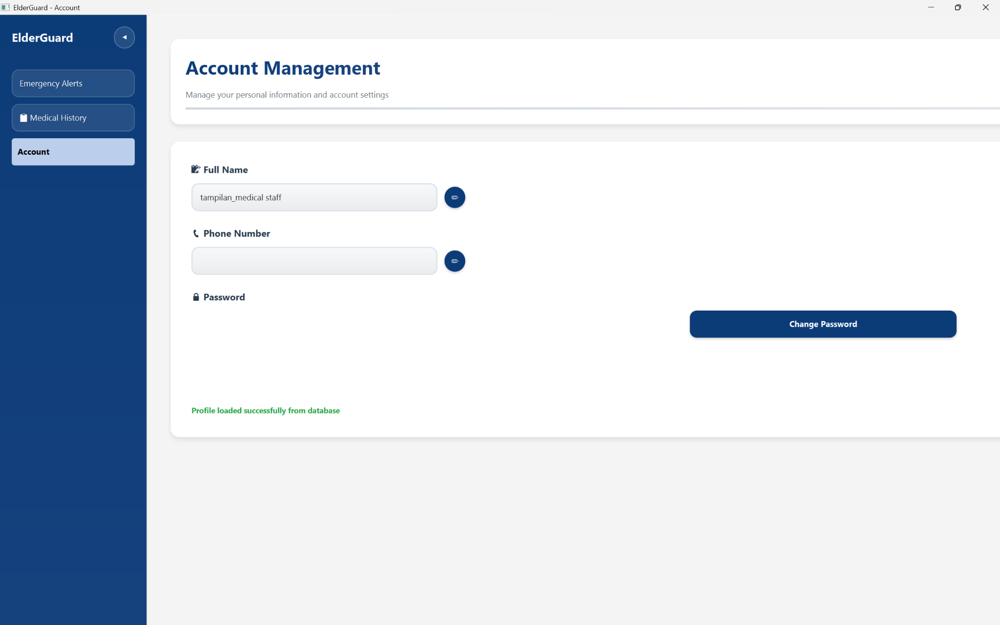 ElderGuard - Account
ElderGuard
Emergency Alerts
Medical History
Account
Account Management
Manage your personal information and account settings
Full Name
tampilan_medical staff
Phone Number
Password
Change Password
Profile loaded successfully from database